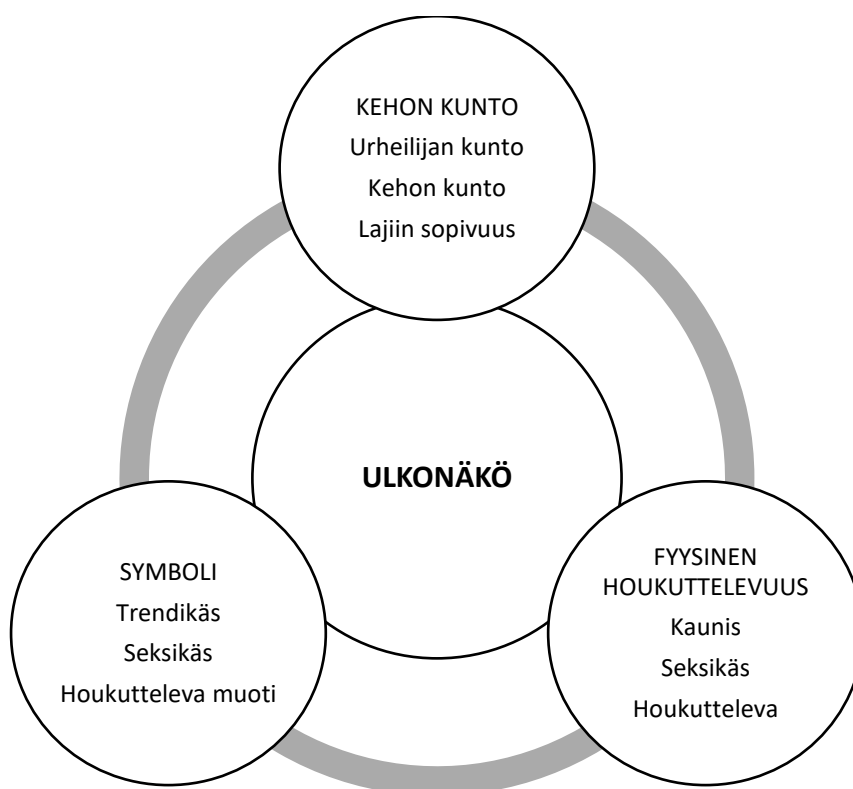 KEHON KUNTO
Urheilijan kunto
Kehon kunto
Lajiin sopivuus
ULKONÄKÖ
SYMBOLI
Trendikäs
Seksikäs
Houkutteleva muoti
FYYSINEN
HOUKUTTELEVUUS
Kaunis
Seksikäs
Houkutteleva